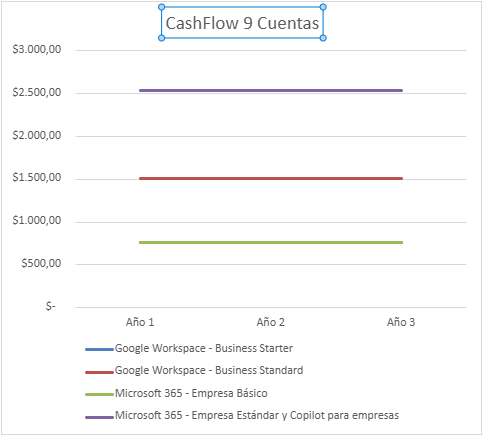 CashFlow 9 Cuentas
$3.000,00
$2.500,00
$2.000,00
$1.500,00
$1.000,00
$500,00
$-
Año 1 Año 2 Año 3
Google Workspace - Business Starter
Google Workspace - Business Standard
Microsoft 365 - Empresa Básico
Microsoft 365 - Empresa Estándar y Copilot para empresas